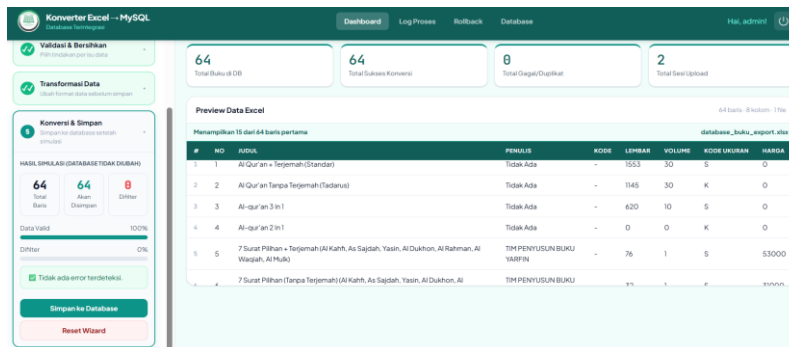 Konverter Excel → MySQL
Database Terintegrasi
Dashboard
Log Proses
Rollback
Database
Hai, admin!
Validasi & Bersihkan
Pilih tindakan per isu data
Transformasi Data
Ubah format data sebelum simpan
5
Konversi & Simpan
Simpan ke database setelah simulasi
HASIL SIMULASI (DATABASE TIDAK DIUBAH)
64
Total Baris
64
Akan Disimpan
0
Difilter
Data Valid 100%
Difilter 0%
Tidak ada error terdeteksi.
Simpan ke Database
Reset Wizard
64
Total Buku di DB
64
Total Sukses Konversi
0
Total Gagal/Duplikat
2
Total Sesi Upload
Preview Data Excel
64 baris · 8 kolom · 1 file
Menampilkan 15 dari 64 baris pertama
database_buku_export.xlsx
# NO JUDUL PENULIS KODE LEMBAR VOLUME KODE UKURAN HARGA
1 1 Al Qur'an + Terjemah (Standar) Tidak Ada - 1553 30 S 0
2 2 Al Qur'an Tanpa Terjemah (Tadarus) Tidak Ada - 1145 30 K 0
3 3 Al-qur'an 3 in 1 Tidak Ada - 620 10 S 0
4 4 Al-qur'an 2 in 1 Tidak Ada - 0 0 K 0
5 5 7 Surat Pilihan + Terjemah (Al Kahfi, As Sajdah, Yasin, Al Dukhon, Al Rahman, Al Waqiah, Al Mulk) TIM PENYUSUN BUKU YARFIN - 76 1 S 53000
7 Surat Pilihan (Tanpa Terjemah) (Al Kahfi, As Sajdah, Yasin, Al Dukhon, Al TIM PENYUSUN BUKU